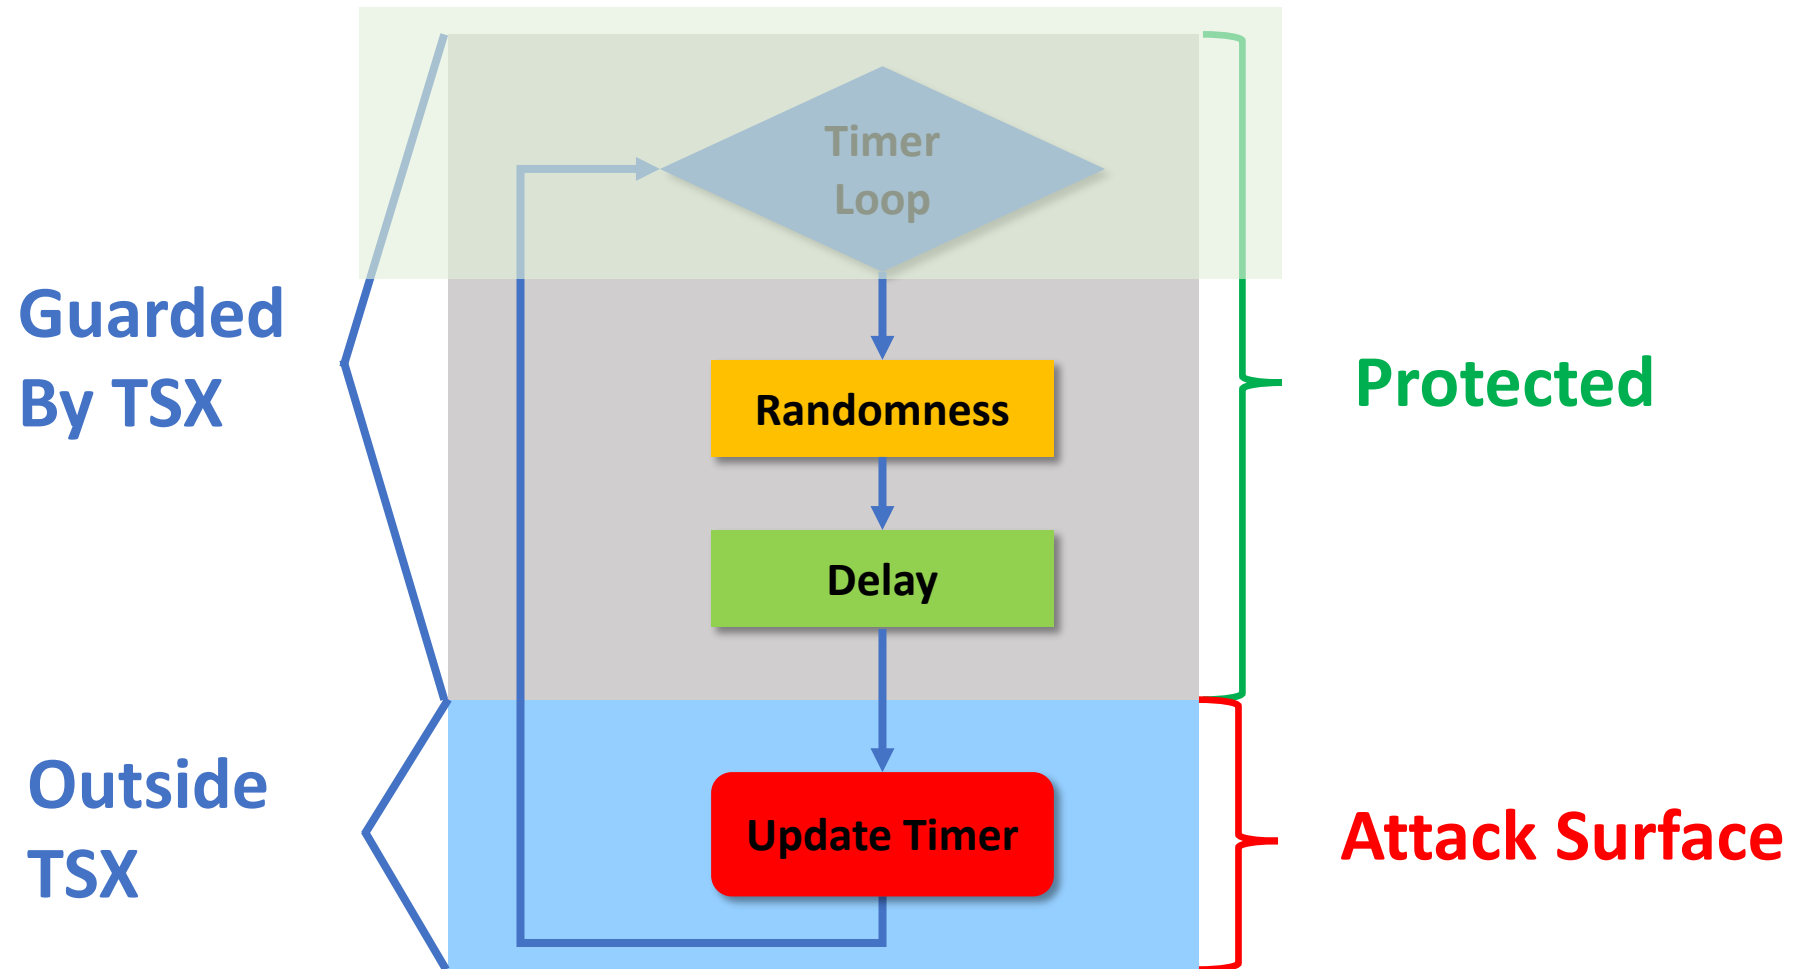 Timer
Loop
Guarded
By TSX
Randomness
Protected
Delay
Outside
TSX
Update Timer
Attack Surface